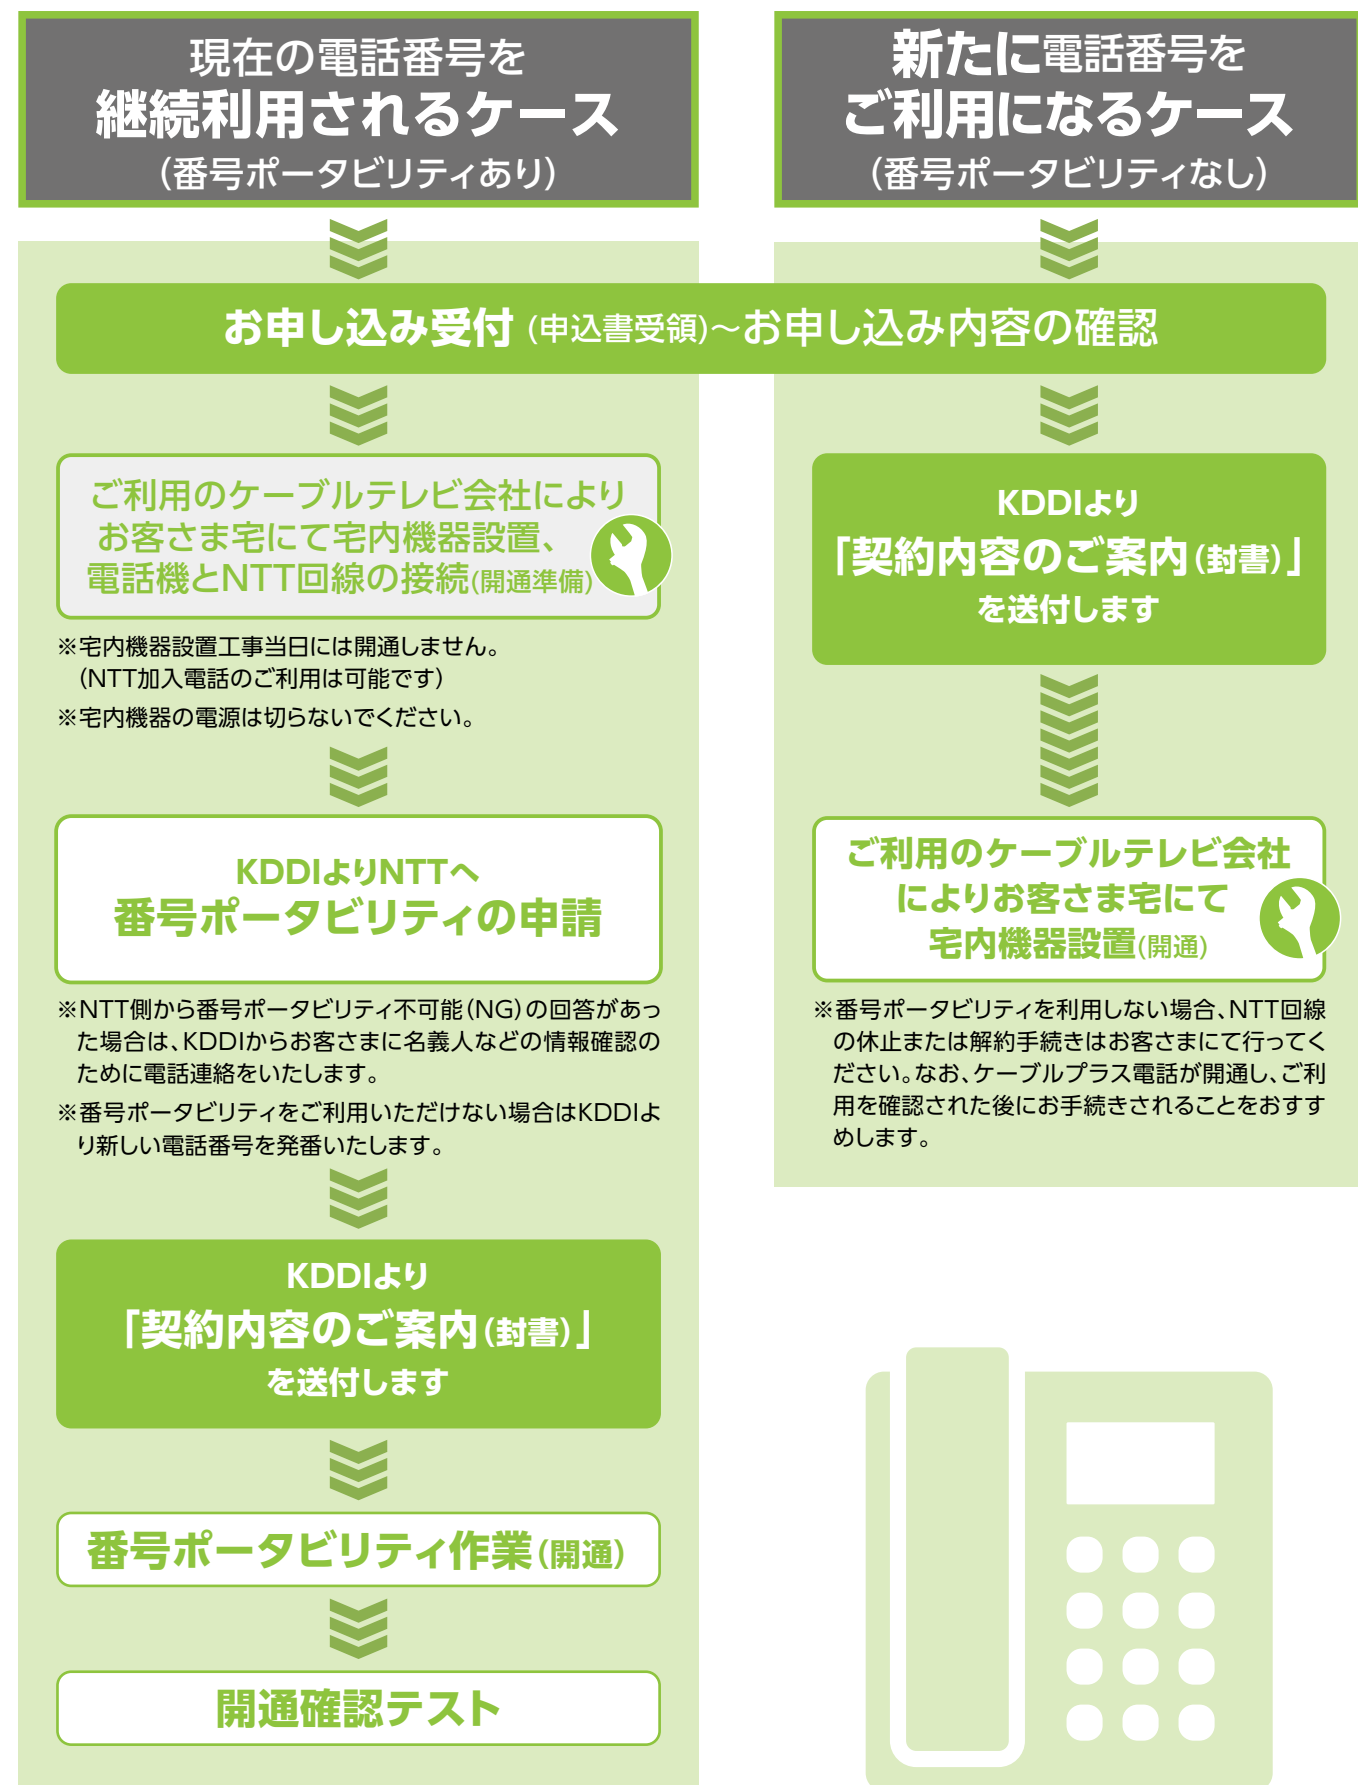 現在の電話番号を
継続利用されるケース
（番号ポータビリティあり）
新たに電話番号を
ご利用になるケース
（番号ポータビリティなし）
お申し込み受付(申込書受領)〜お申し込み内容の確認
ご利用のケーブルテレビ会社により
お客さま宅にて宅内機器設置、
電話機とNTT回線の接続(開通準備)
※宅内機器設置工事当日には開通しません。
（NTT加入電話のご利用は可能です）
※宅内機器の電源は切らないでください。
KDDIよりNTTへ
番号ポータビリティの申請
※NTT側から番号ポータビリティ不可能（NG）の回答があっ
た場合は、KDDIからお客さまに名義人などの情報確認の
ために電話連絡をいたします。
※番号ポータビリティをご利用いただけない場合はKDDIよ
り新しい電話番号を発番いたします。
KDDIより
「契約内容のご案内（封書）」
を送付します
番号ポータビリティ作業（開通）
開通確認テスト
KDDIより
「契約内容のご案内（封書）」
を送付します
ご利用のケーブルテレビ会社
によりお客さま宅にて
宅内機器設置(開通)
※番号ポータビリティを利用しない場合、NTT回線
の休止または解約手続きはお客さまにて行ってく
ださい。なお、ケーブルプラス電話が開通し、ご利
用を確認された後にお手続きされることをおすす
めします。